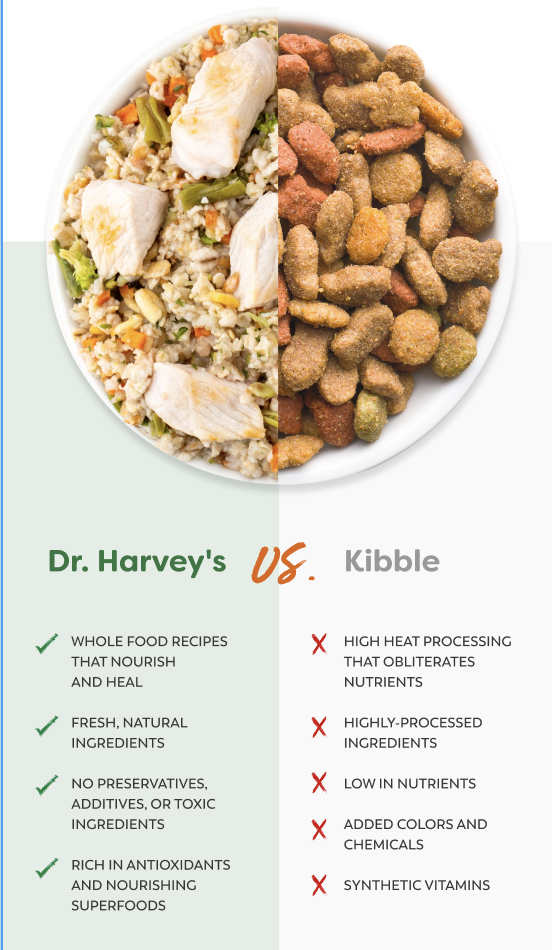 Dr. Harvey's vs. Kibble
WHOLE FOOD RECIPES
THAT NOURISH
AND HEAL
FRESH, NATURAL
INGREDIENTS
NO PRESERVATIVES,
ADDITIVES, OR TOXIC
INGREDIENTS
RICH IN ANTIOXIDANTS
AND NOURISHING
SUPERFOODS
HIGH HEAT PROCESSING
THAT OBLITERATES
NUTRIENTS
HIGHLY-PROCESSED
INGREDIENTS
LOW IN NUTRIENTS
ADDED COLORS AND
CHEMICALS
SYNTHETIC VITAMINS